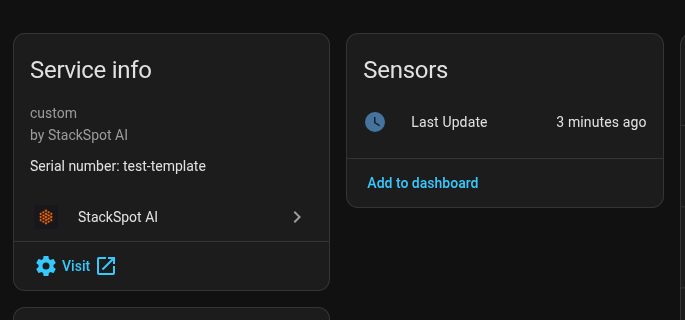 Service info
custom
by StackSpot AI
Serial number: test-template
StackSpot AI
Visit
Sensors
Last Update 3 minutes ago
Add to dashboard